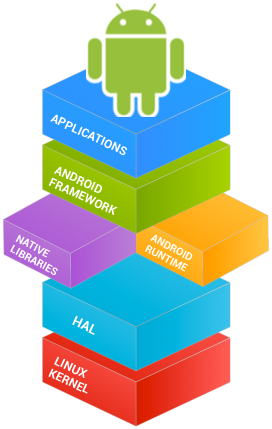 APPLICATIONS
ANDROID
FRAMEWORK
NATIVE
LIBRARIES
ANDROID
RUNTIME
HAL
LINUX
KERNEL